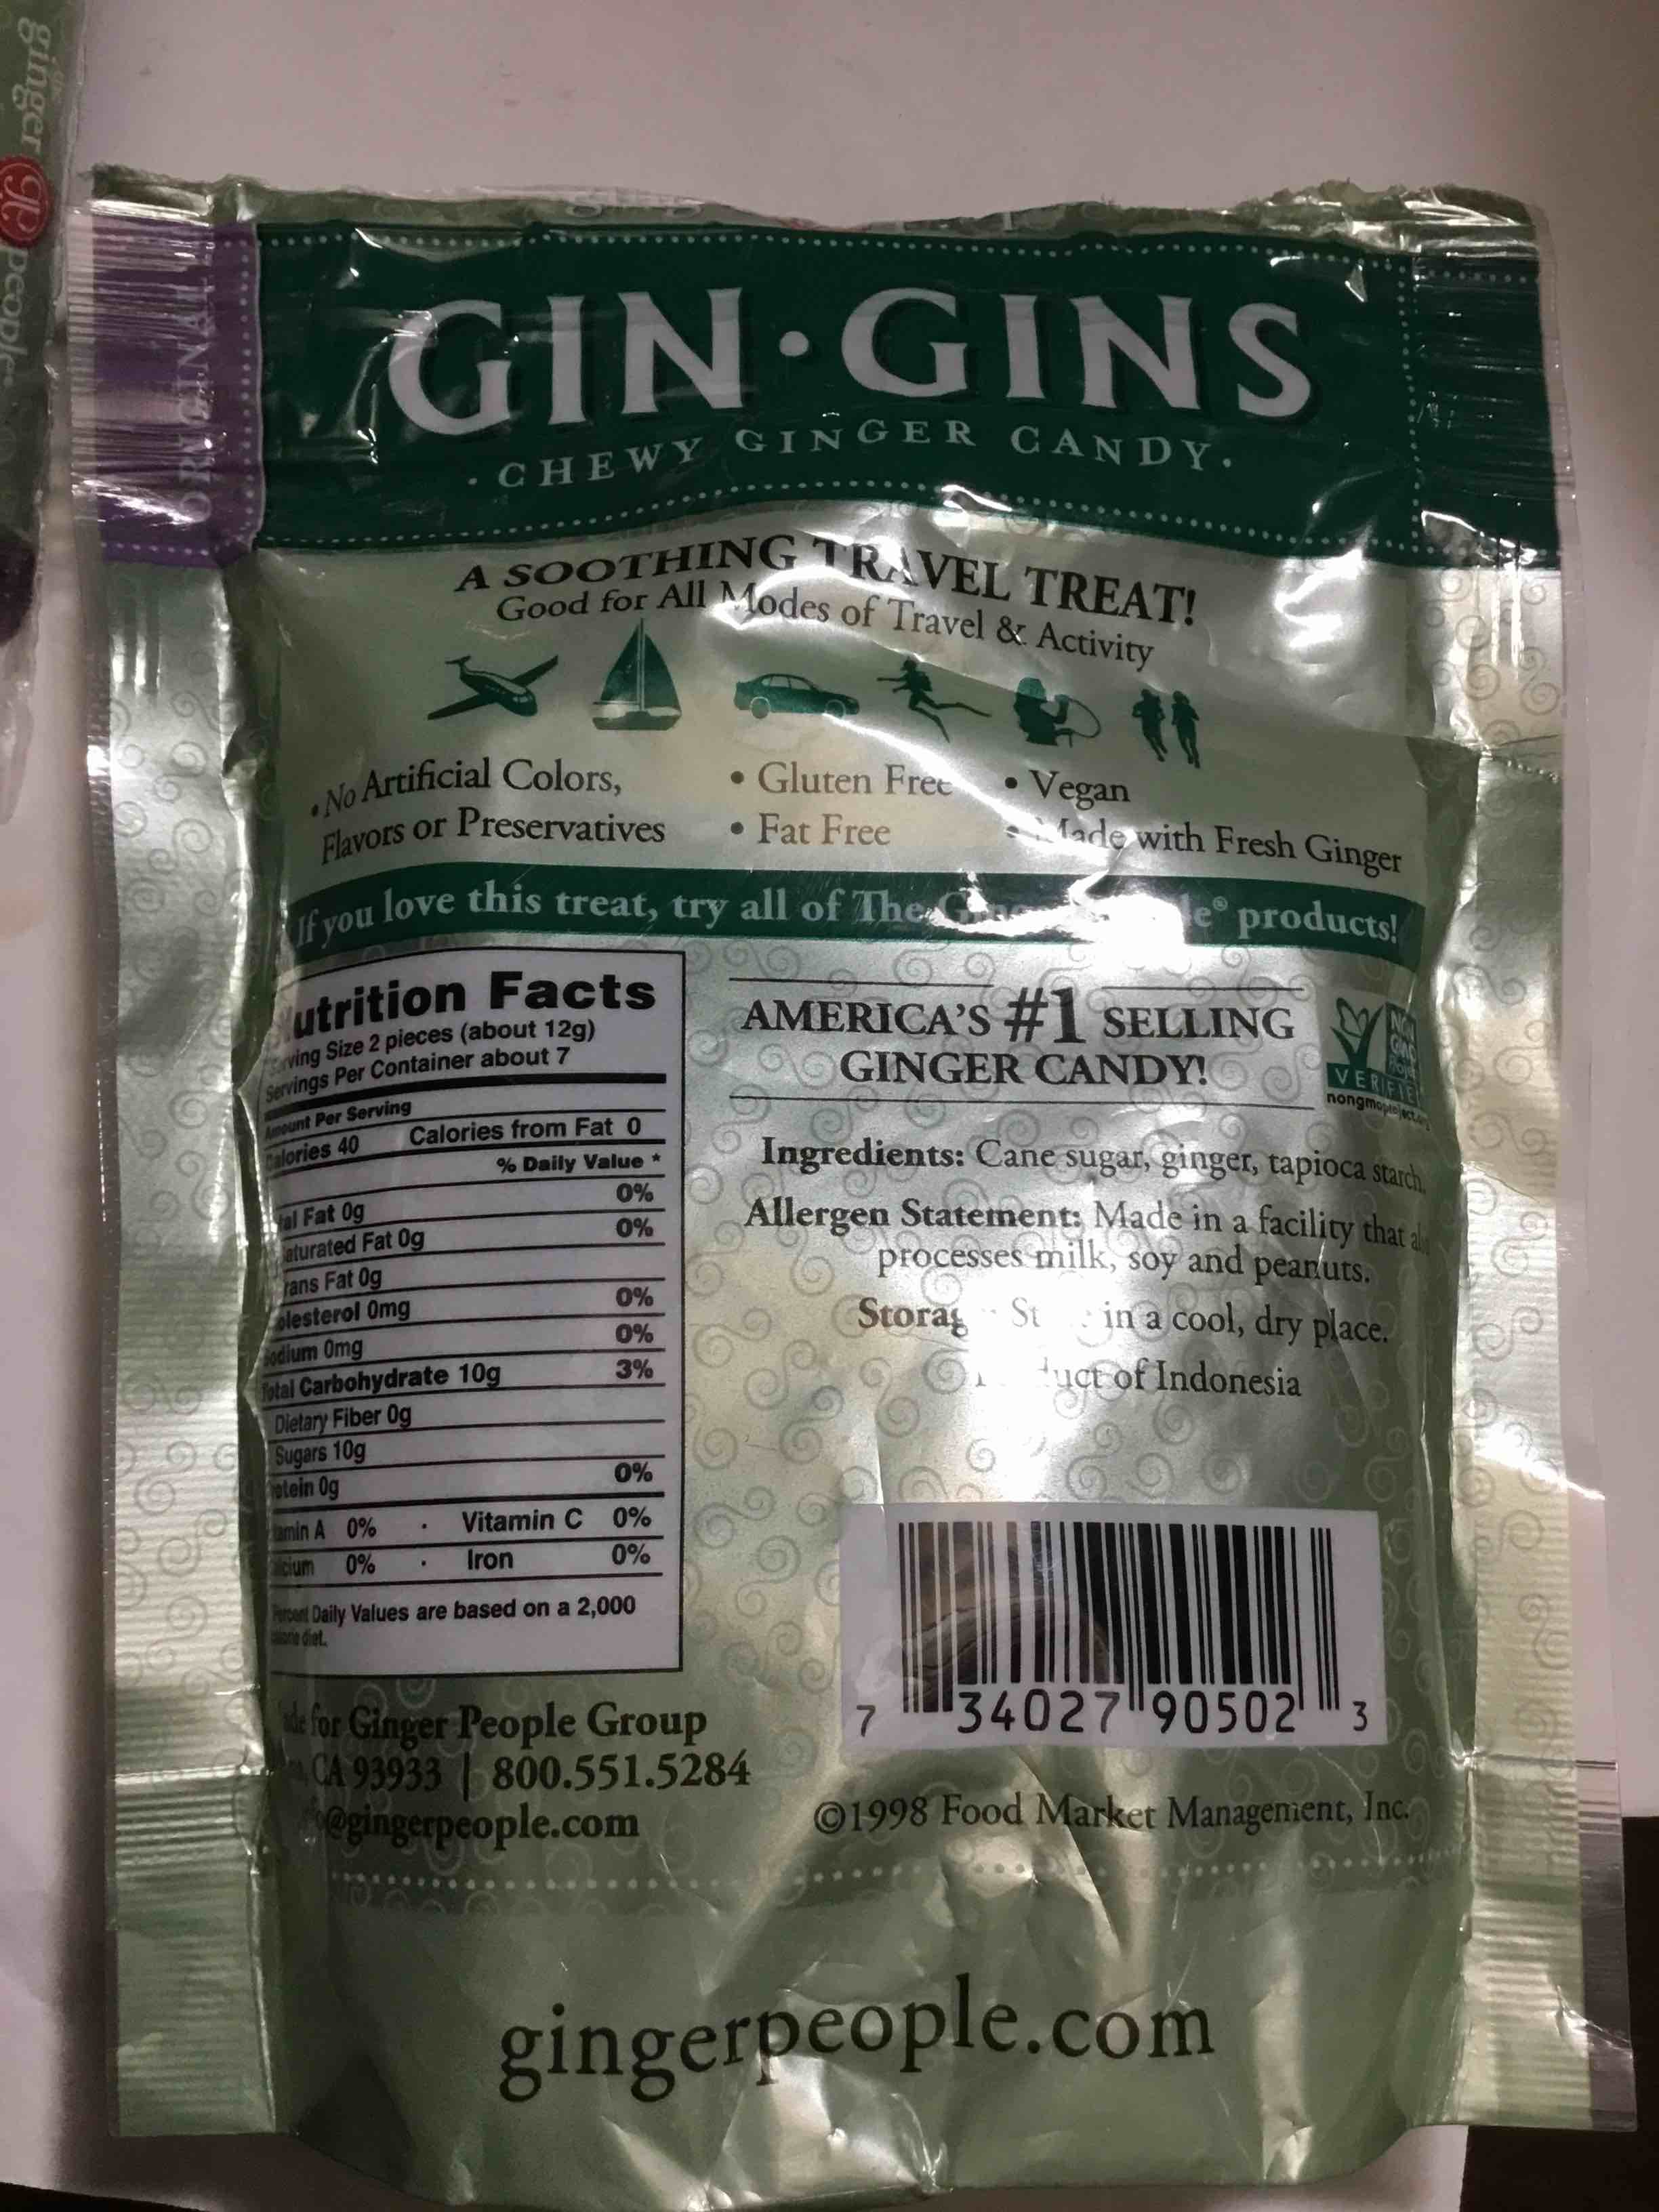 ginger people
gp
ORIGINAL
GIN·GINS
· CHEWY GINGER CANDY ·
A SOOTHING TRAVEL TREAT!
Good for All Modes of Travel & Activity
• No Artificial Colors,
Flavors or Preservatives
• Gluten Free
• Fat Free
• Vegan
• Made with Fresh Ginger
If you love this treat, try all of The products!
Nutrition Facts
Serving Size 2 pieces (about 12g)
Servings Per Container about 7
Amount Per Serving
Calories 40 Calories from Fat 0
% Daily Value *
Total Fat 0g 0%
Saturated Fat 0g 0%
Trans Fat 0g
Cholesterol 0mg 0%
Sodium 0mg 0%
Total Carbohydrate 10g 3%
Dietary Fiber 0g
Sugars 10g
Protein 0g 0%
Vitamin A 0% · Vitamin C 0%
Calcium 0% · Iron 0%
Percent Daily Values are based on a 2,000
calorie diet.
AMERICA'S #1 SELLING
GINGER CANDY!
NON
GMO
Project
VERIFIED
nongmoproject.org
Ingredients: Cane sugar, ginger, tapioca starch.
Allergen Statement: Made in a facility that
processes milk, soy and peanuts.
in a cool, dry place.
of Indonesia
7 34027 90502 3
for Ginger People Group
CA 93933 | 800.551.5284
@gingerpeople.com
©1998 Food Market Management, Inc.
gingerpeople.com